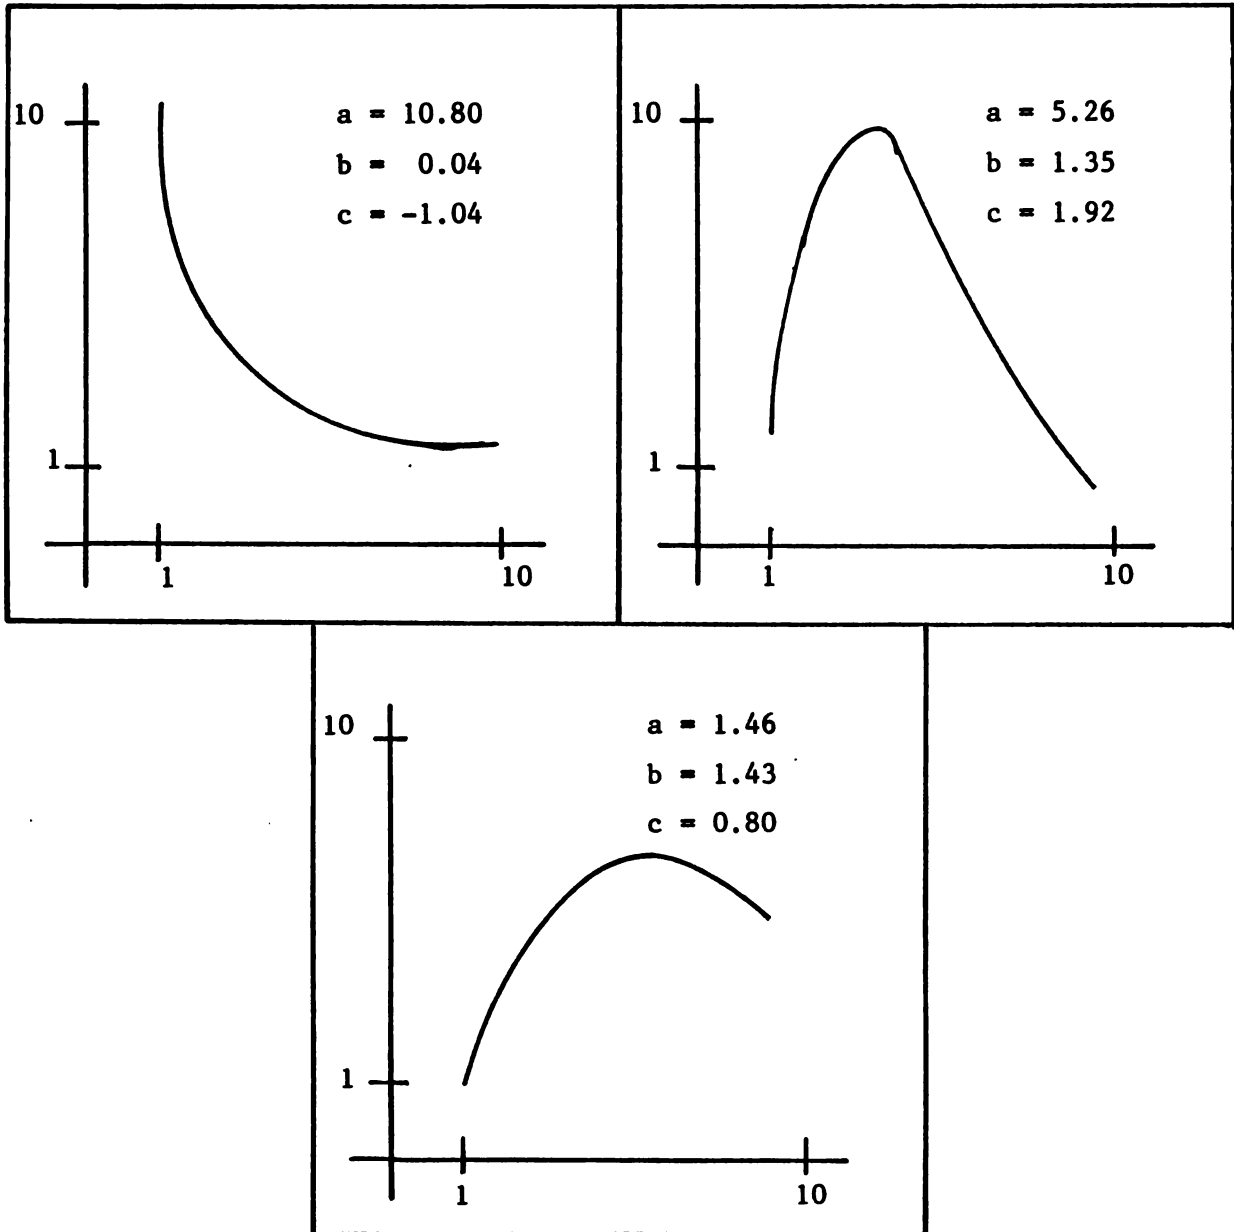 10
a = 10.80
b = 0.04
c = -1.04
1
1
10
10
a = 5.26
b = 1.35
c = 1.92
1
1
10
10
a = 1.46
b = 1.43
c = 0.80
1
1
10